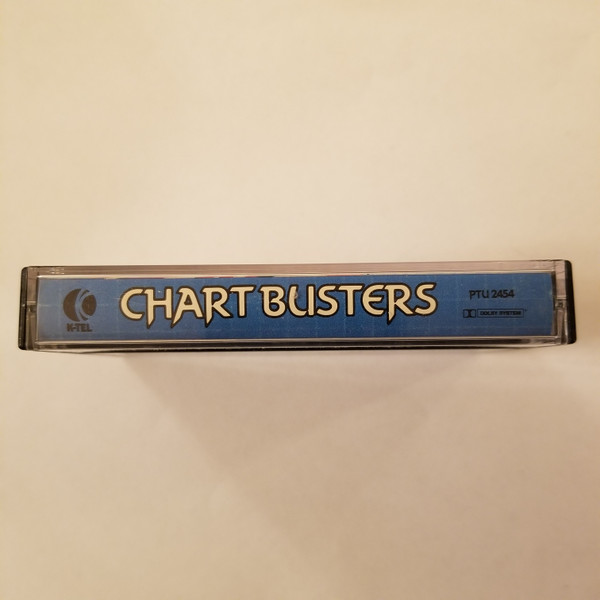 K-TEL
CHART BUSTERS
PTU 2454
DOLBY SYSTEM